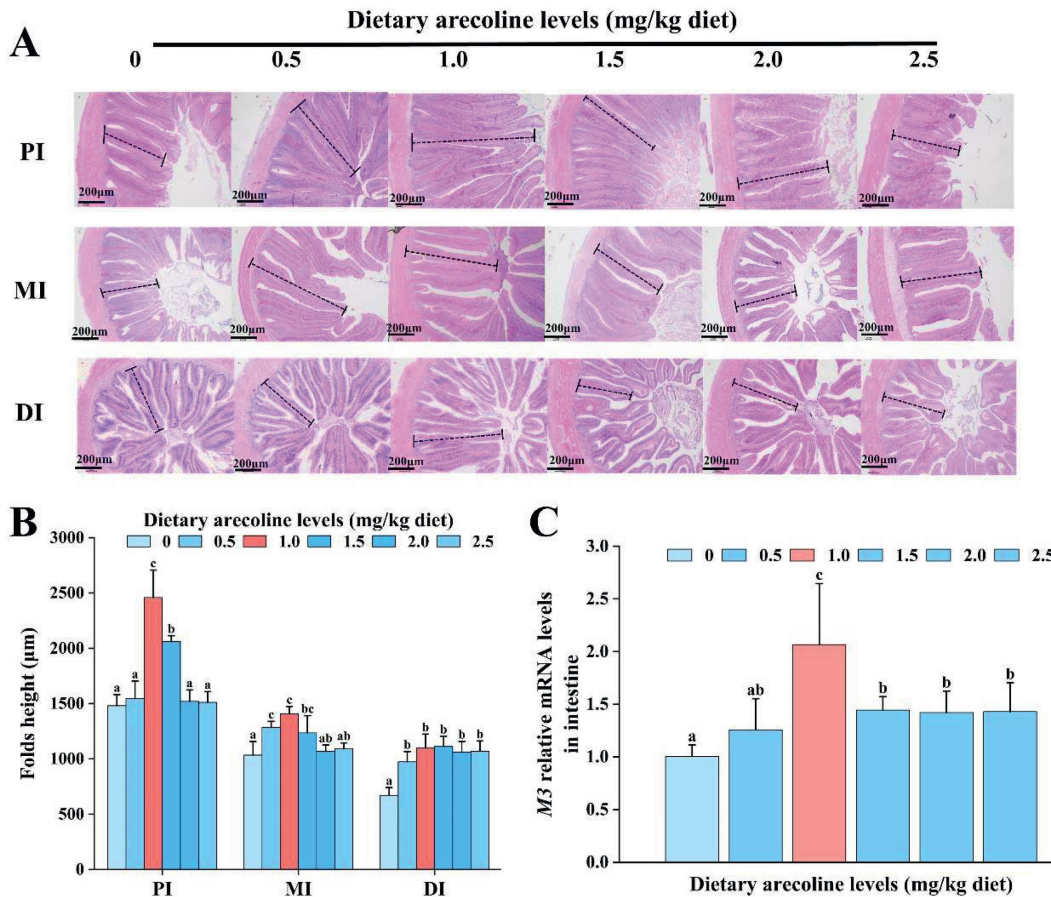 A
Dietary arecoline levels (mg/kg diet)
0 0.5 1.0 1.5 2.0 2.5
PI
200μm 200μm 200μm 200μm 200μm 200μm
MI
200μm 200μm 200μm 200μm 200μm 200μm
DI
200μm 200μm 200μm 200μm 200μm 200μm
B
Dietary arecoline levels (mg/kg diet)
0 0.5 1.0 1.5 2.0 2.5
Folds height (μm)
3000
2500
2000
1500
1000
500
0
a a c b a a
a c c bc ab ab
a b b b b b
PI MI DI
C
0 0.5 1.0 1.5 2.0 2.5
M3 relative mRNA levels
in intestine
3.0
2.5
2.0
1.5
1.0
0.5
0.0
a ab c b b b
Dietary arecoline levels (mg/kg diet)